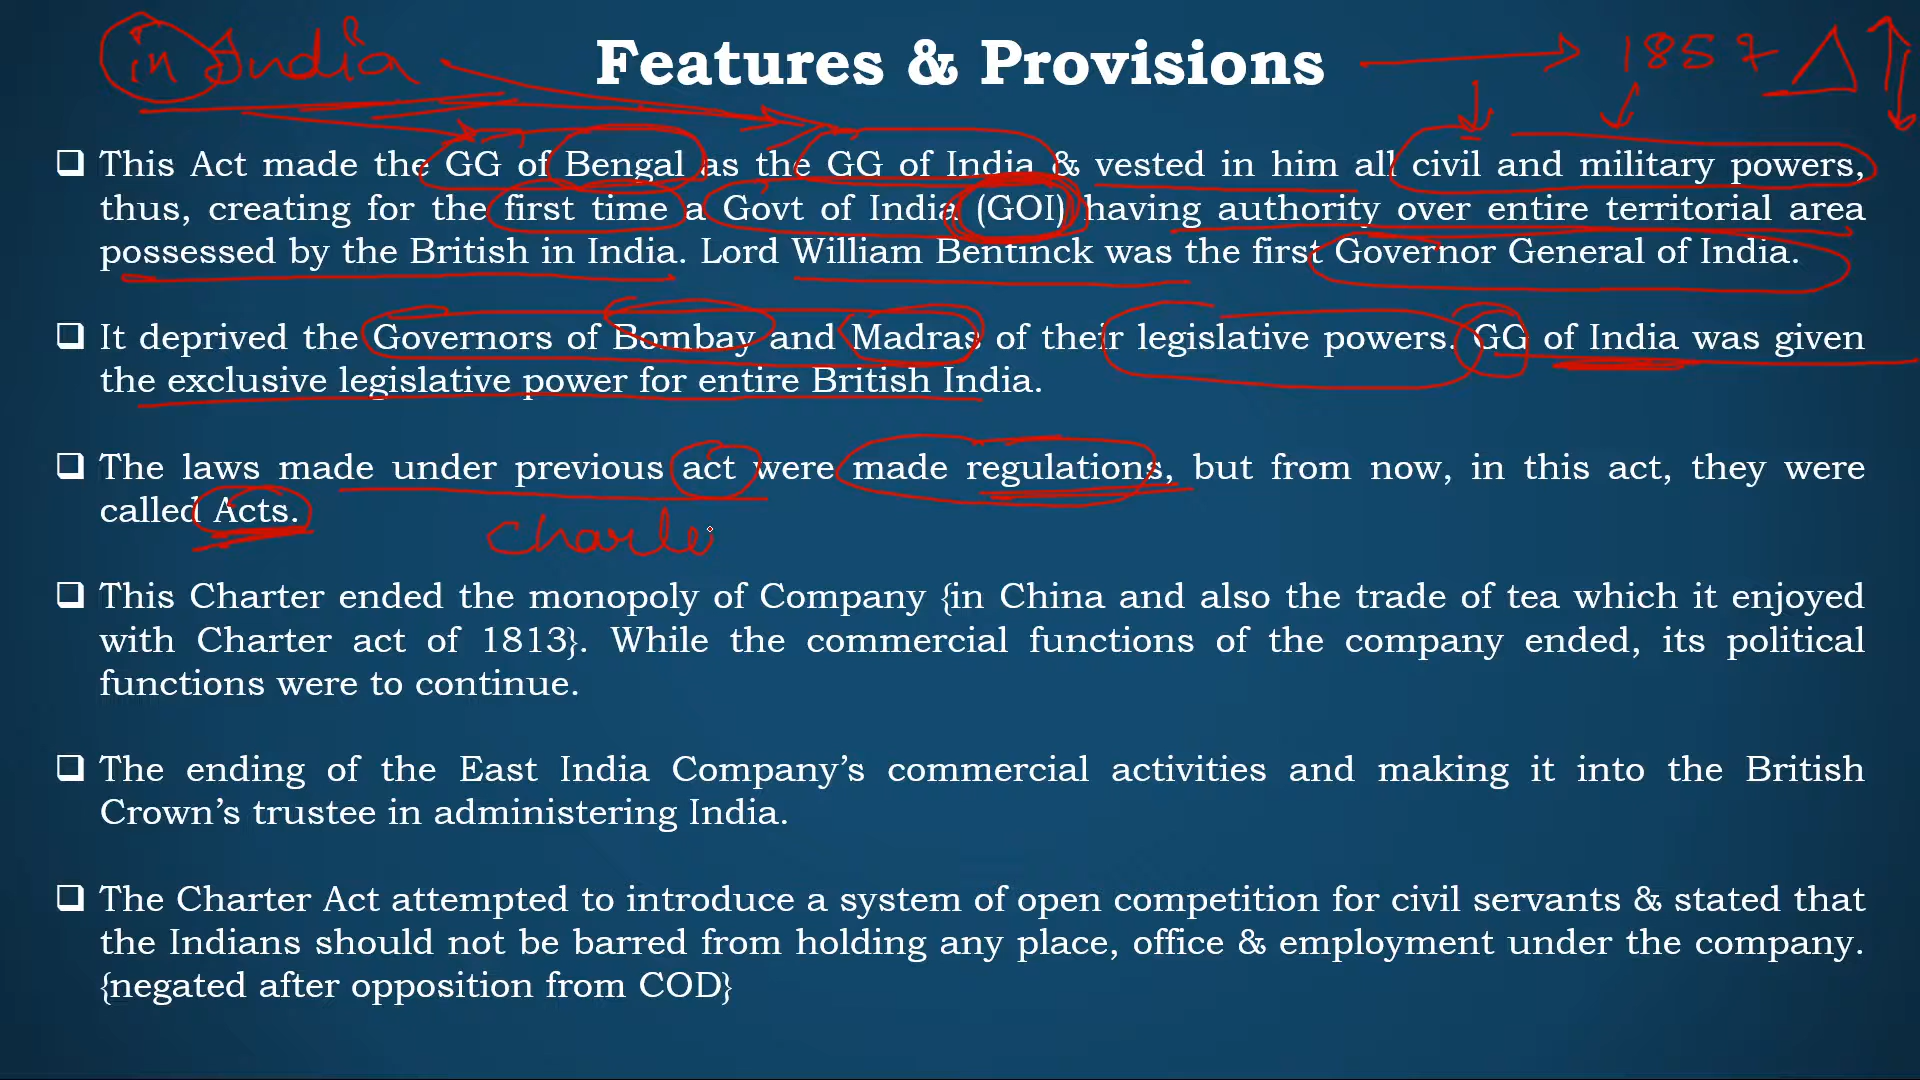 in India
Features & Provisions
1857
❑ This Act made the GG of Bengal as the GG of India & vested in him all civil and military powers,
thus, creating for the first time a Govt of India (GOI) having authority over entire territorial area
possessed by the British in India. Lord William Bentinck was the first Governor General of India.
❑ It deprived the Governors of Bombay and Madras of their legislative powers. GG of India was given
the exclusive legislative power for entire British India.
❑ The laws made under previous act were made regulations, but from now, in this act, they were
called Acts.
Charte
❑ This Charter ended the monopoly of Company {in China and also the trade of tea which it enjoyed
with Charter act of 1813}. While the commercial functions of the company ended, its political
functions were to continue.
❑ The ending of the East India Company’s commercial activities and making it into the British
Crown’s trustee in administering India.
❑ The Charter Act attempted to introduce a system of open competition for civil servants & stated that
the Indians should not be barred from holding any place, office & employment under the company.
{negated after opposition from COD}